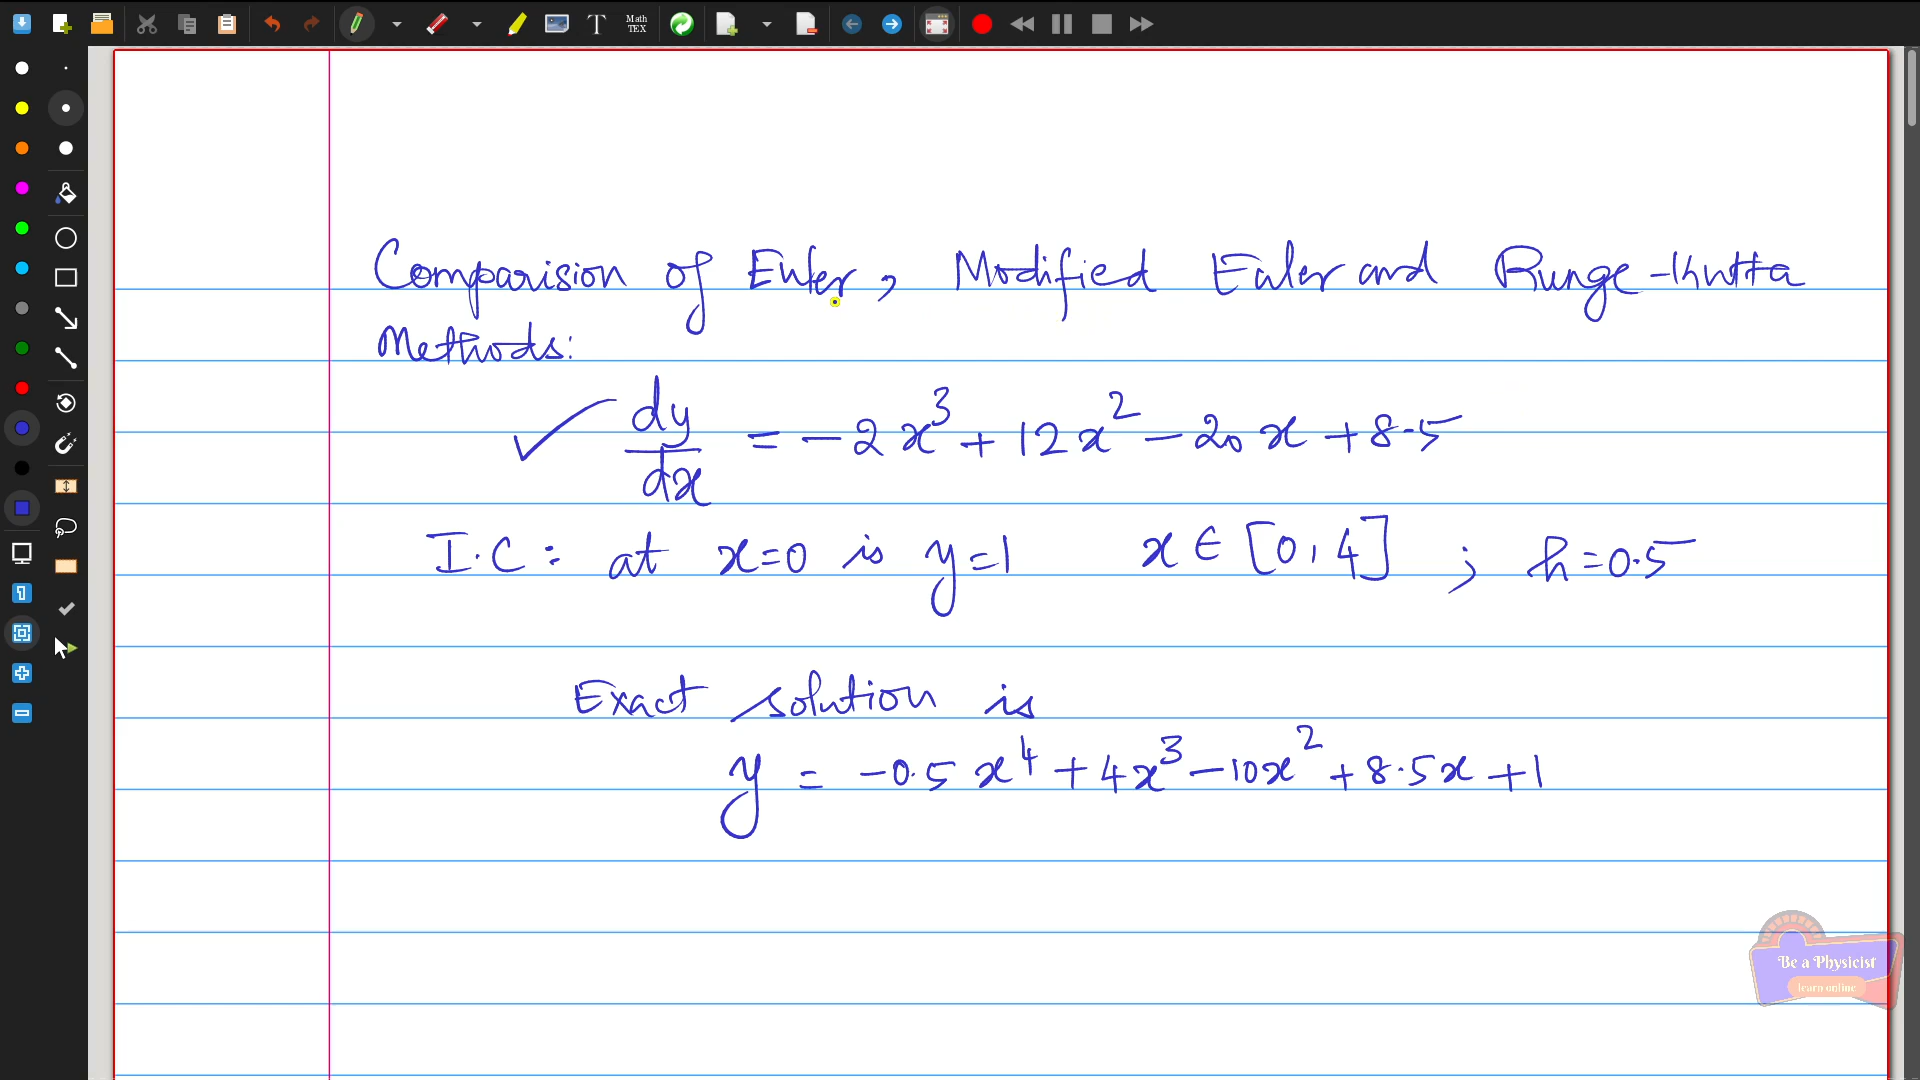 T Math TEX
Comparision of Euler, Modified Euler and Runge-Kutta
Methods:
dy/dx = -2x³ + 12x² - 20x + 8.5
I.C: at x=0 is y=1 x ∈ [0, 4] ; h=0.5
Exact solution is
y = -0.5x⁴ + 4x³ - 10x² + 8.5x + 1
Be a Physicist
learn online